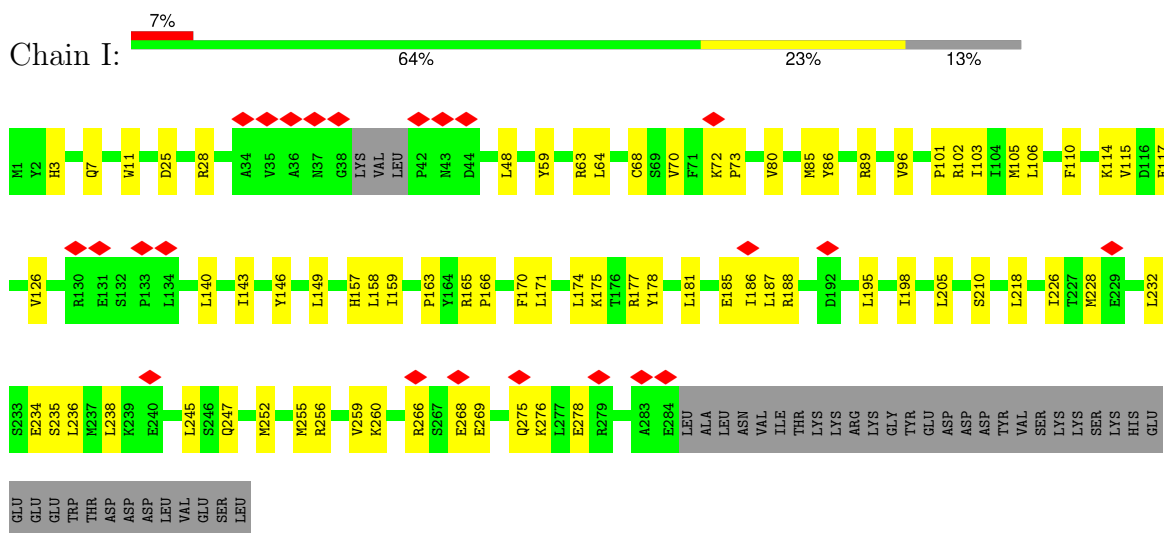 7%
Chain I:
64% 23% 13%
M1 Y2 H3 Q7 W11 D25 R28 A34 V35 A36 N37 G38 LYS VAL LEU P42 N43 D44 L48 Y59 R63 L64 C68 S69 V70 F71 K72 P73 V80 M85 Y86 R89 V96 P101 R102 I103 I104 M105 L106 F110 K114 V115 D116 E117
V126 R130 E131 S132 P133 L134 L140 I143 Y146 L149 H157 L158 I159 P163 Y164 R165 P166 F170 L171 L174 K175 T176 R177 Y178 L181 E185 I186 L187 R188 D192 L195 I198 L205 S210 L218 I226 T227 M228 E229 L232
S233 E234 S235 L236 M237 L238 K239 E240 L245 S246 Q247 M252 M255 R256 V259 K260 R266 S267 E268 E269 Q275 K276 L277 E278 R279 A283 E284 LEU ALA LEU ASN VAL ILE THR LYS LYS ARG LYS GLY TYR GLU ASP ASP ASP TYR VAL SER LYS LYS SER LYS HIS GLU
GLU GLU GLU TRP THR ASP ASP ASP LEU VAL GLU SER LEU